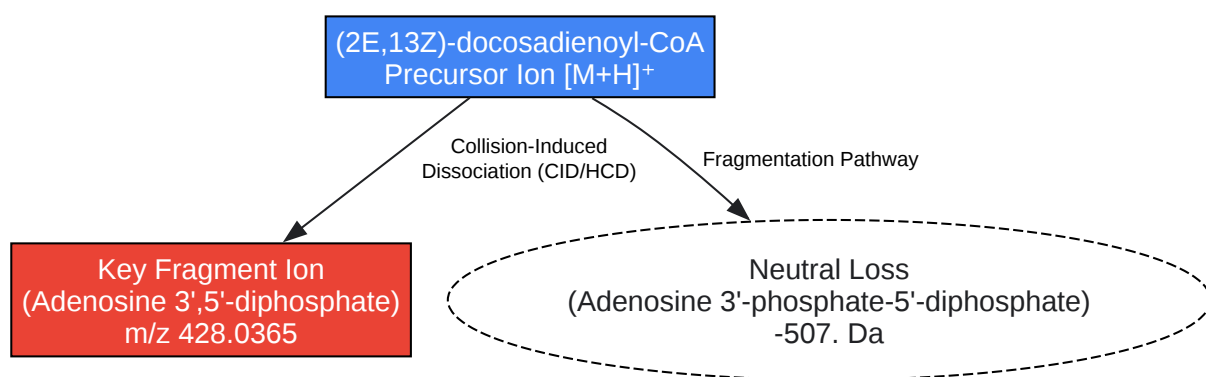 (2E,13Z)-docosadienoyl-CoA
Precursor Ion [M+H]⁺
Collision-Induced
Dissociation (CID/HCD)
Fragmentation Pathway
Key Fragment Ion
(Adenosine 3',5'-diphosphate)
m/z 428.0365
Neutral Loss
(Adenosine 3'-phosphate-5'-diphosphate)
-507. Da